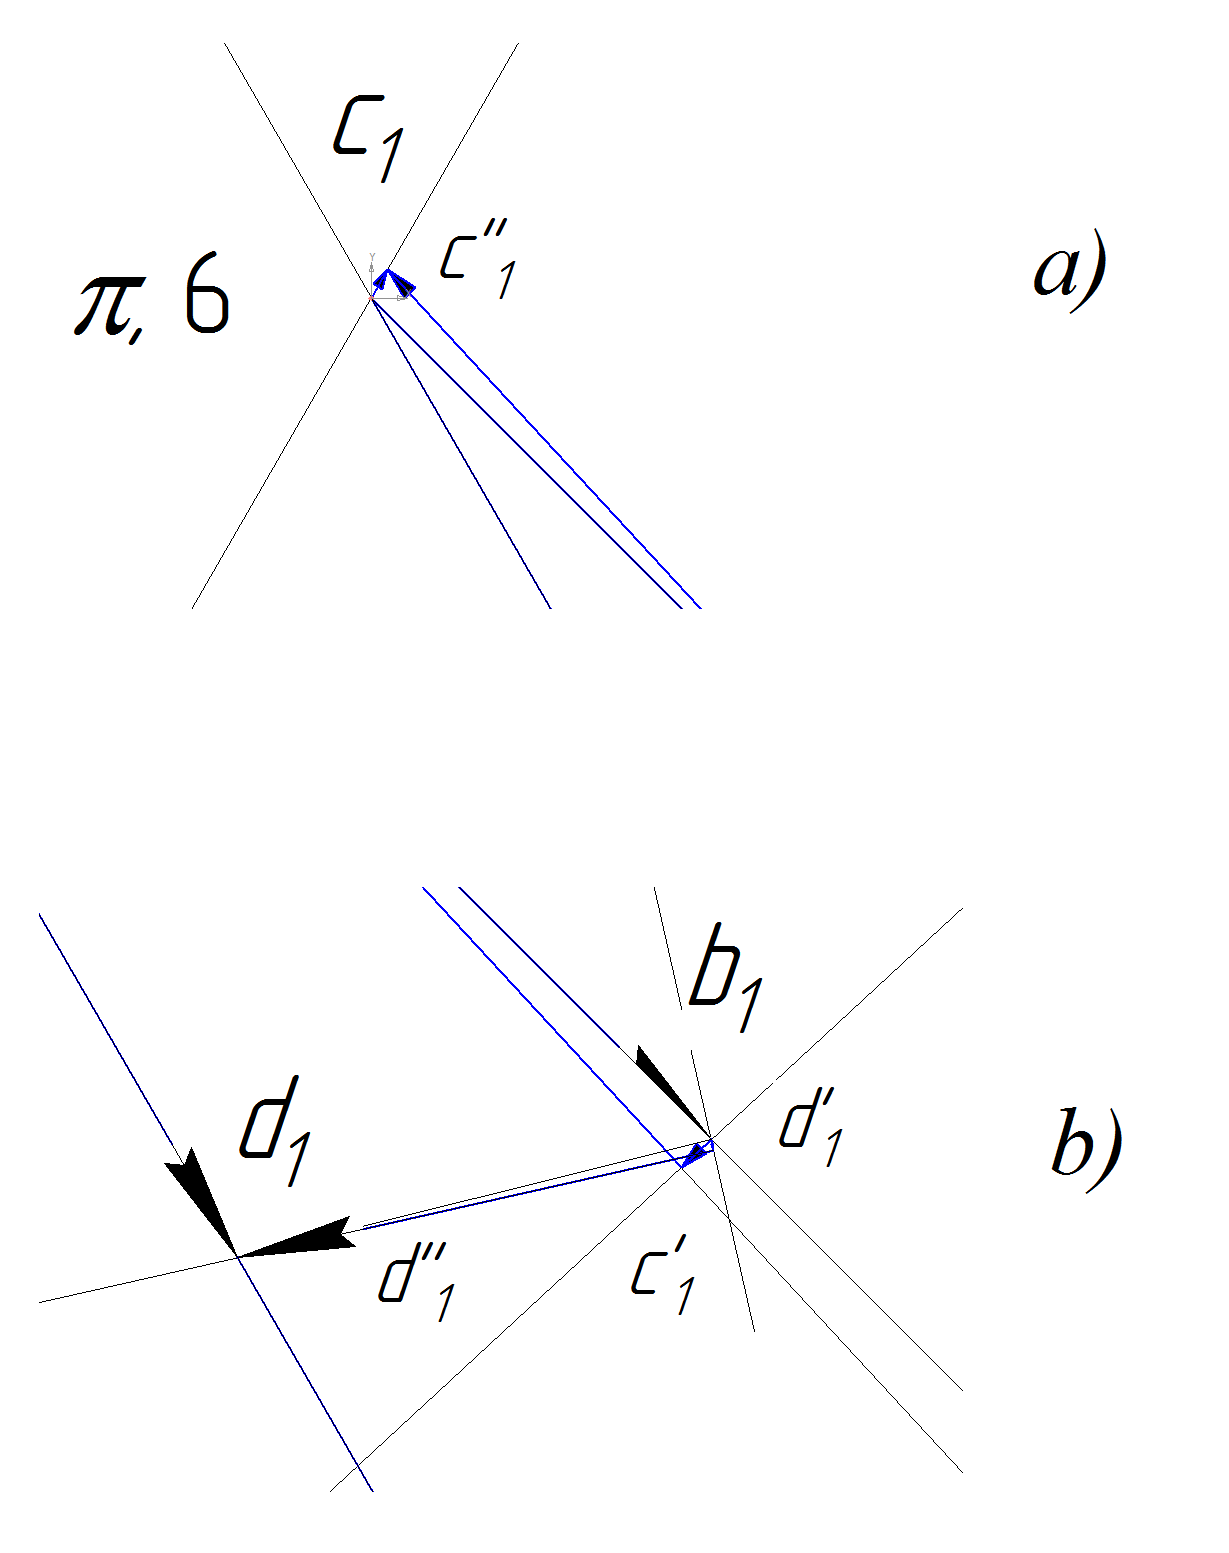 c₁
c″₁
π, 6
a)
Y
b₁
d₁
d′₁
b)
d″₁
c′₁